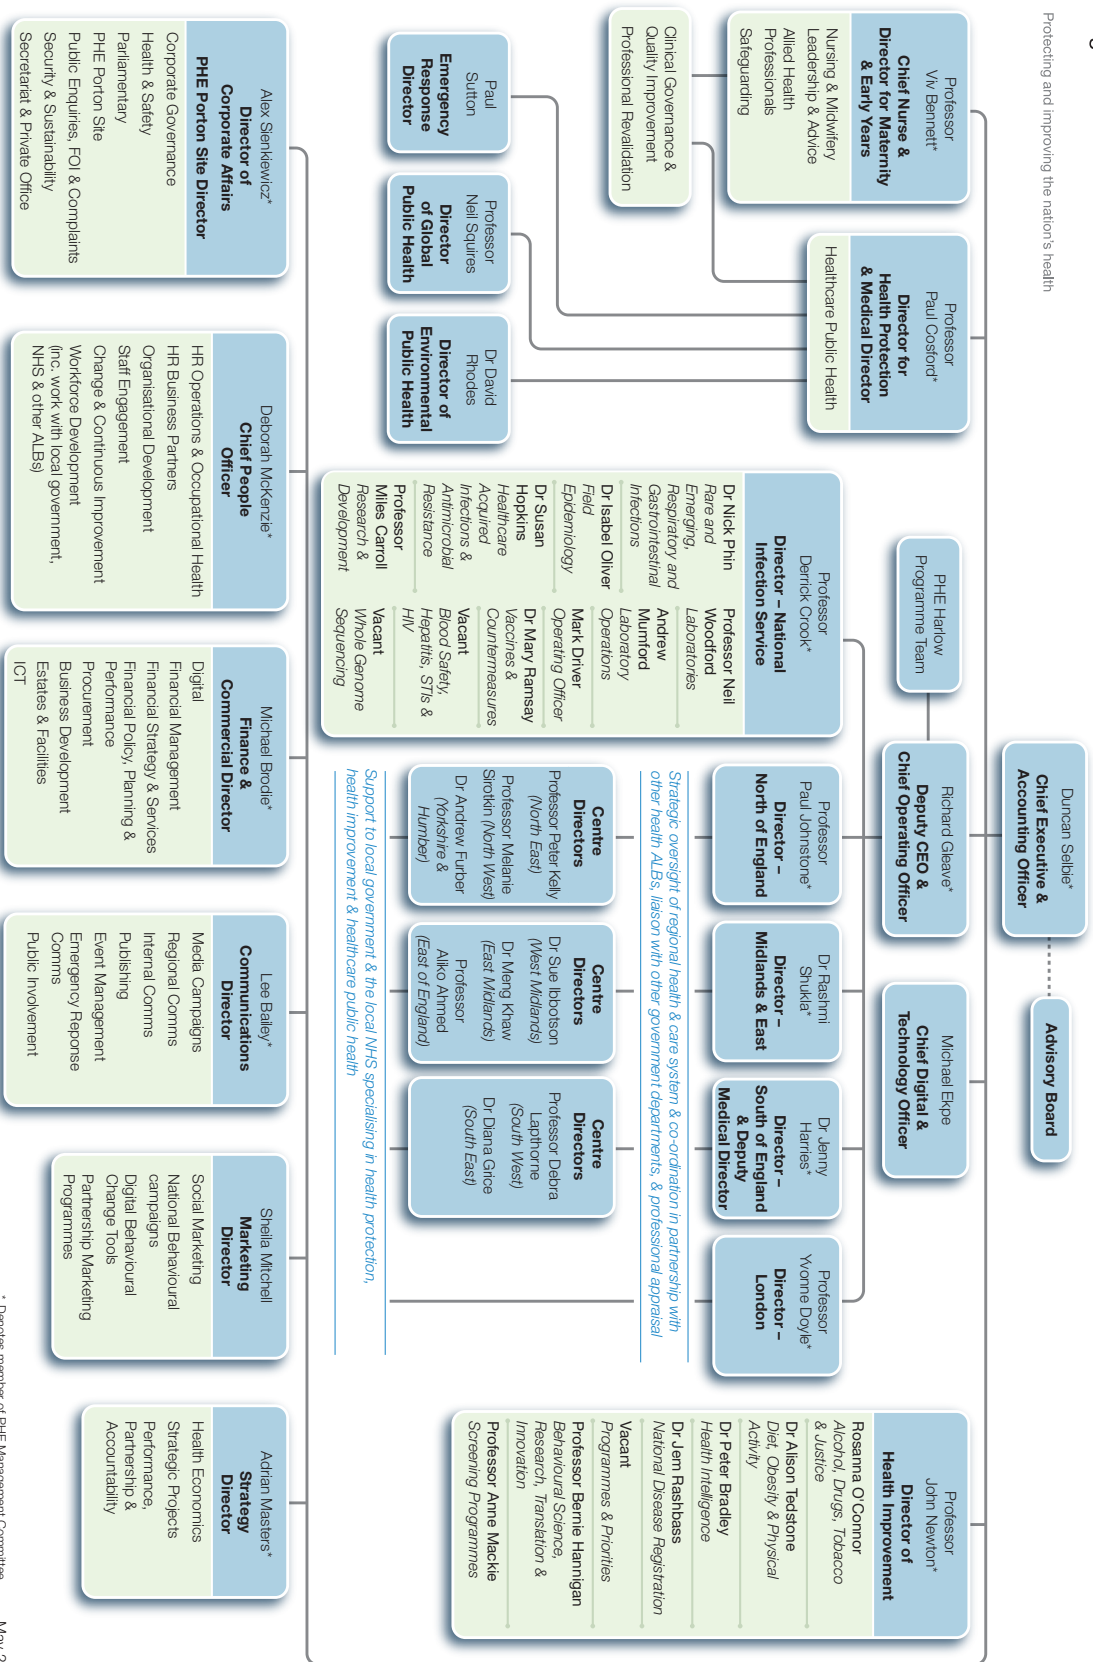 Protecting and improving the nation's health
Duncan Selbie*
Chief Executive &
Accounting Officer
Advisory Board
Professor
Viv Bennett*
Chief Nurse &
Director for Maternity
& Early Years
Nursing & Midwifery
Leadership & Advice
Allied Health
Professionals
Safeguarding
Clinical Governance &
Quality Improvement
Professional Revalidation
Professor
Paul Cosford*
Director for
Health Protection
& Medical Director
Healthcare Public Health
Paul
Sutton
Emergency
Response
Director
Professor
Neil Squires
Director
of Global
Public Health
Dr David
Rhodes
Director of
Environmental
Public Health
PHE Harlow
Programme Team
Richard Gleave*
Deputy CEO &
Chief Operating Officer
Michael Ekpe
Chief Digital &
Technology Officer
Professor
Derrick Crook*
Director – National
Infection Service
Dr Nick Phin
Rare and
Emerging,
Respiratory and
Gastrointestinal
Infections
Dr Isabel Oliver
Field
Epidemiology
Dr Susan
Hopkins
Healthcare
Acquired
Infections &
Antimicrobial
Resistance
Professor
Miles Carroll
Research &
Development
Professor Neil
Woodford
Laboratories
Andrew
Mumford
Laboratory
Operations
Mark Driver
Operating Officer
Dr Mary Ramsay
Vaccines &
Countermeasures
Vacant
Blood Safety,
Hepatitis, STIs &
HIV
Vacant
Whole Genome
Sequencing
Professor
Paul Johnstone*
Director –
North of England
Dr Rashmi
Shukla*
Director –
Midlands & East
Dr Jenny
Harries*
Director –
South of England
& Deputy
Medical Director
Professor
Yvonne Doyle*
Director –
London
Strategic oversight of regional health & care system & co-ordination in partnership with
other health ALBs, liaison with other government departments, & professional appraisal
Centre
Directors
Professor Peter Kelly
(North East)
Professor Melanie
Sirotkin (North West)
Dr Andrew Furber
(Yorkshire &
Humber)
Centre
Directors
Dr Sue Ibbotson
(West Midlands)
Dr Meng Khaw
(East Midlands)
Professor
Aliko Ahmed
(East of England)
Centre
Directors
Professor Debra
Lapthorne
(South West)
Dr Diana Grice
(South East)
Support to local government & the local NHS specialising in health protection,
health improvement & healthcare public health
Professor
John Newton*
Director of
Health Improvement
Rosanna O'Connor
Alcohol, Drugs, Tobacco
& Justice
Dr Alison Tedstone
Diet, Obesity & Physical
Activity
Dr Peter Bradley
Health Intelligence
Dr Jem Rashbass
National Disease Registration
Vacant
Programmes & Priorities
Professor Bernie Hannigan
Behavioural Science,
Research, Translation &
Innovation
Professor Anne Mackie
Screening Programmes
Alex Sienkiewicz*
Director of
Corporate Affairs
PHE Porton Site Director
Corporate Governance
Health & Safety
Parliamentary
PHE Porton Site
Public Enquiries, FOI & Complaints
Security & Sustainability
Secretariat & Private Office
Deborah McKenzie*
Chief People
Officer
HR Operations & Occupational Health
HR Business Partners
Organisational Development
Staff Engagement
Change & Continuous Improvement
Workforce Development
(inc. work with local government,
NHS & other ALBs)
Michael Brodie*
Finance &
Commercial Director
Digital
Financial Management
Financial Strategy & Services
Financial Policy, Planning &
Performance
Procurement
Business Development
Estates & Facilities
ICT
Lee Bailey*
Communications
Director
Media Campaigns
Regional Comms
Internal Comms
Publishing
Event Management
Emergency Reponse
Comms
Public Involvement
Sheila Mitchell
Marketing
Director
Social Marketing
National Behavioural
campaigns
Digital Behavioural
Change Tools
Partnership Marketing
Programmes
Adrian Masters*
Strategy
Director
Health Economics
Strategic Projects
Performance,
Partnership &
Accountability
* Denotes member of PHE Management Committee
May 2